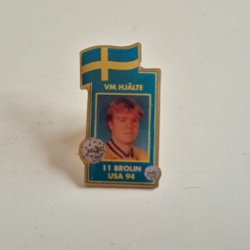 VM HJÄLTE
11 BROLIN
USA 94